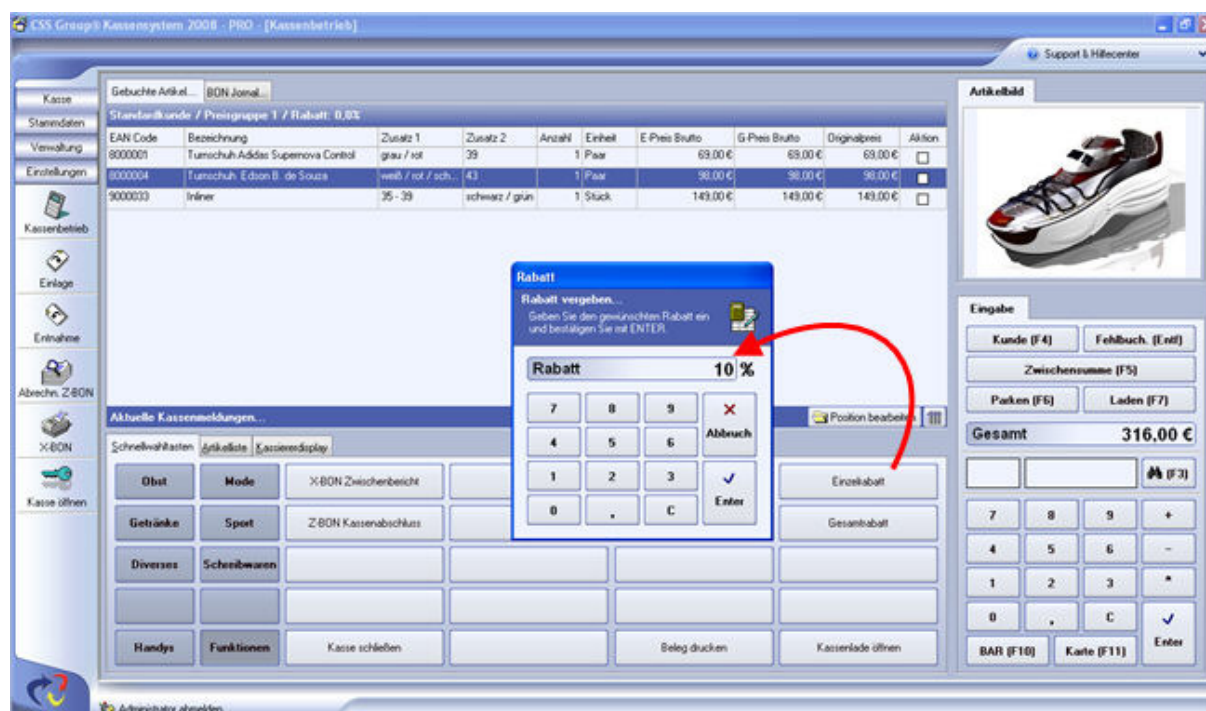 CSS Group® Kassensystem 2008 - PRO - [Kassenbetrieb]
Support & Hilfecenter
Kasse
Stammdaten
Verwaltung
Einstellungen
Kassenbetrieb
Einlage
Entnahme
Abrechn. Z-BON
X-BON
Kasse öffnen
Gebuchte Artikel... BON Jornal...
Standardkunde / Preisgruppe 1 / Rabatt: 0,0%
EAN Code Bezeichnung Zusatz 1 Zusatz 2 Anzahl Einheit E-Preis Brutto G-Preis Brutto Originalpreis Aktion
8000001 Turnschuh Adidas Supernova Control grau / rot 39 1 Paar 69,00 € 69,00 € 69,00 €
8000004 Turnschuh Edson B. de Souza weiß / rot / sch... 43 1 Paar 98,00 € 98,00 € 98,00 €
9000033 Inliner 35 - 39 schwarz / grün 1 Stück 149,00 € 149,00 € 149,00 €
Rabatt
Rabatt vergeben...
Geben Sie den gewünschten Rabatt ein
und bestätigen Sie mit ENTER.
Rabatt 10 %
7 8 9 Abbruch
4 5 6
1 2 3 Enter
0 . C
Aktuelle Kassenmeldungen...
Position bearbeiten
Schnellwahltasten Artikelliste Kassiererdisplay
Obst Mode X-BON Zwischenbericht Einzelrabatt
Getränke Sport Z-BON Kassenabschluss Gesamtrabatt
Diverses Schreibwaren
Handys Funktionen Kasse schließen Beleg drucken Kassenlade öffnen
Artikelbild
Eingabe
Kunde (F4) Fehlbuch. (Entf)
Zwischensumme (F5)
Parken (F6) Laden (F7)
Gesamt 316,00 €
(F3)
7 8 9 +
4 5 6 -
1 2 3 *
0 , C Enter
BAR (F10) Karte (F11)
Administrator abmelden